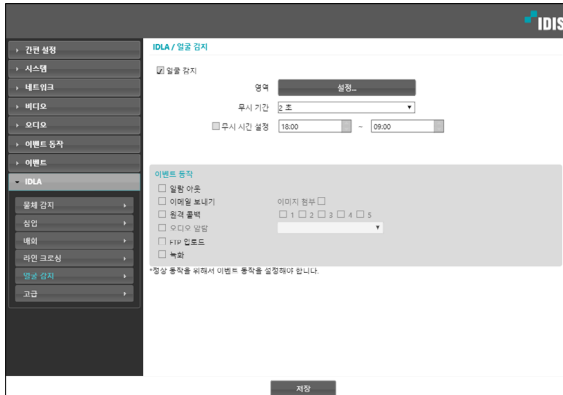 IDIS
간편 설정
시스템
네트워크
비디오
오디오
이벤트 동작
이벤트
IDLA
물체 감지
침입
배회
라인 크로싱
얼굴 감지
고급
IDLA / 얼굴 감지
얼굴 감지
영역 설정...
무시 기간 2 초
무시 시간 설정 18:00 ~ 09:00
이벤트 동작
알람 아웃
이메일 보내기 이미지 첨부
원격 콜백 1 2 3 4 5
오디오 알람
FTP 업로드
녹화
*정상 동작을 위해서 이벤트 동작을 설정해야 합니다.
저장